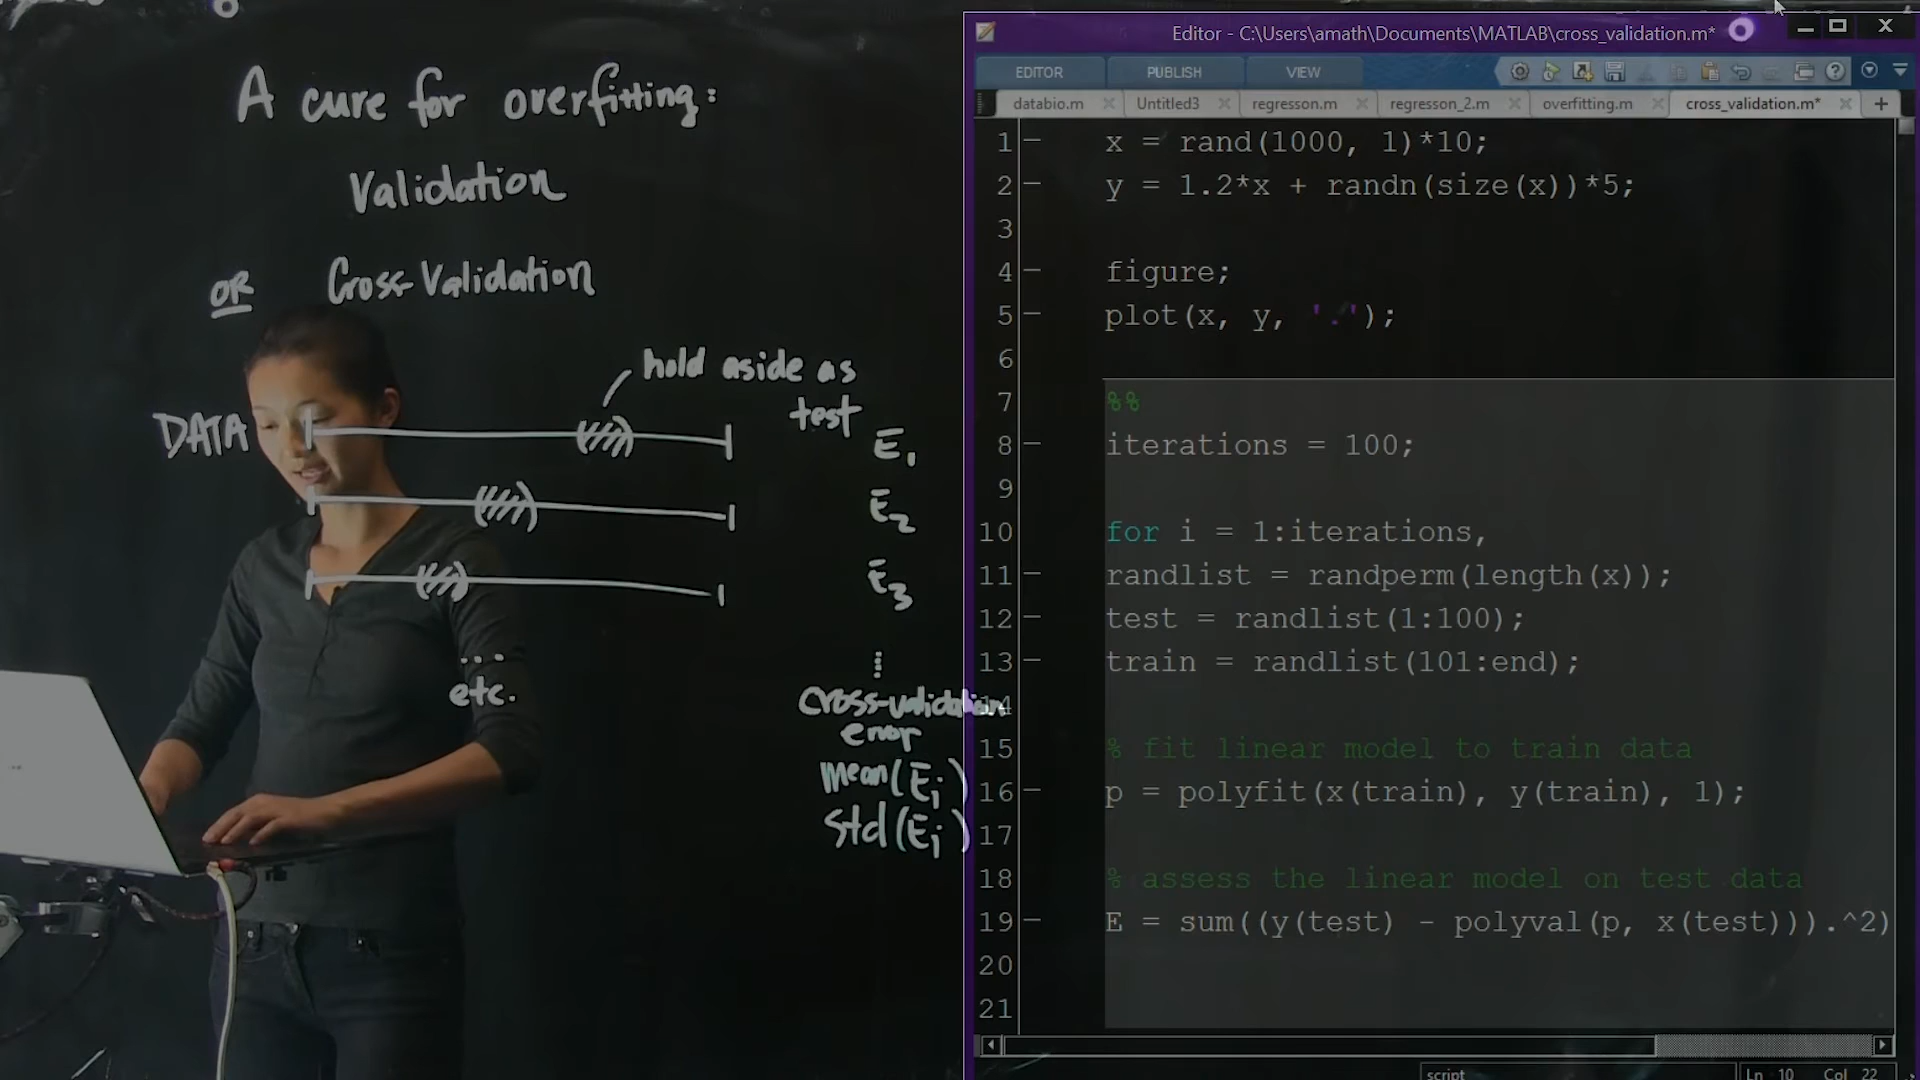 A cure for overfitting:
Validation
OR Cross-Validation
hold aside as
test
DATA
E1
E2
E3
...
etc.
⋮
cross-validation
error
mean(Ei)
std(Ei)
Editor - C:\Users\amath\Documents\MATLAB\cross_validation.m*
EDITOR PUBLISH VIEW
databio.m Untitled3 regresson.m regresson_2.m overfitting.m cross_validation.m*
1 x = rand(1000, 1)*10;
2 y = 1.2*x + randn(size(x))*5;
3
4 figure;
5 plot(x, y, '.');
6
7 %%
8 iterations = 100;
9
10 for i = 1:iterations,
11 randlist = randperm(length(x));
12 test = randlist(1:100);
13 train = randlist(101:end);
14
15 % fit linear model to train data
16 p = polyfit(x(train), y(train), 1);
17
18 % assess the linear model on test data
19 E = sum((y(test) - polyval(p, x(test))).^2)
20
21
script Ln 10 Col 22